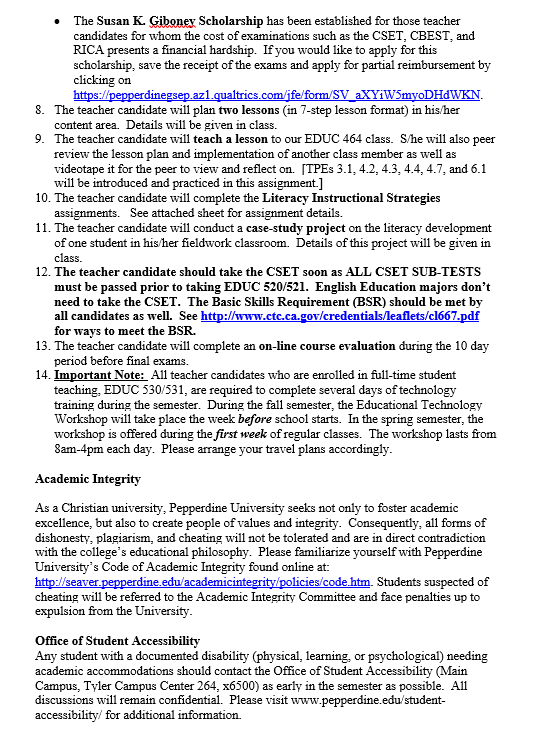 • The Susan K. Giboney Scholarship has been established for those teacher
candidates for whom the cost of examinations such as the CSET, CBEST, and
RICA presents a financial hardship.  If you would like to apply for this
scholarship, save the receipt of the exams and apply for partial reimbursement by
clicking on
https://pepperdinegsep.az1.qualtrics.com/jfe/form/SV_aXYiW5myoDHdWKN.
8. The teacher candidate will plan two lessons (in 7-step lesson format) in his/her
content area.  Details will be given in class.
9. The teacher candidate will teach a lesson to our EDUC 464 class.  S/he will also peer
review the lesson plan and implementation of another class member as well as
videotape it for the peer to view and reflect on.  [TPEs 3.1, 4.2, 4.3, 4.4, 4.7, and 6.1
will be introduced and practiced in this assignment.]
10. The teacher candidate will complete the Literacy Instructional Strategies
assignments.   See attached sheet for assignment details.
11. The teacher candidate will conduct a case-study project on the literacy development
of one student in his/her fieldwork classroom.  Details of this project will be given in
class.
12. The teacher candidate should take the CSET soon as ALL CSET SUB-TESTS
must be passed prior to taking EDUC 520/521.  English Education majors don't
need to take the CSET.  The Basic Skills Requirement (BSR) should be met by
all candidates as well.  See http://www.ctc.ca.gov/credentials/leaflets/cl667.pdf
for ways to meet the BSR.
13. The teacher candidate will complete an on-line course evaluation during the 10 day
period before final exams.
14. Important Note:  All teacher candidates who are enrolled in full-time student
teaching, EDUC 530/531, are required to complete several days of technology
training during the semester.  During the fall semester, the Educational Technology
Workshop will take place the week before school starts.  In the spring semester, the
workshop is offered during the first week of regular classes.  The workshop lasts from
8am-4pm each day.  Please arrange your travel plans accordingly.
Academic Integrity
As a Christian university, Pepperdine University seeks not only to foster academic
excellence, but also to create people of values and integrity.  Consequently, all forms of
dishonesty, plagiarism, and cheating will not be tolerated and are in direct contradiction
with the college's educational philosophy.  Please familiarize yourself with Pepperdine
University's Code of Academic Integrity found online at:
http://seaver.pepperdine.edu/academicintegrity/policies/code.htm. Students suspected of
cheating will be referred to the Academic Integrity Committee and face penalties up to
expulsion from the University.
Office of Student Accessibility
Any student with a documented disability (physical, learning, or psychological) needing
academic accommodations should contact the Office of Student Accessibility (Main
Campus, Tyler Campus Center 264, x6500) as early in the semester as possible.  All
discussions will remain confidential.  Please visit www.pepperdine.edu/student-
accessibility/ for additional information.